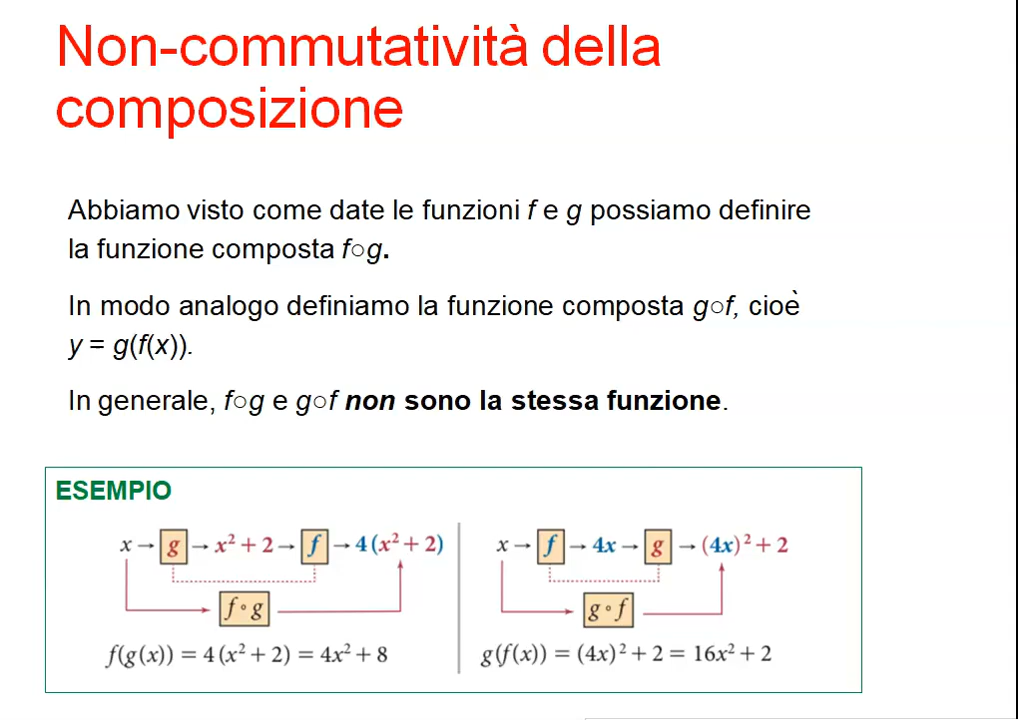 Non-commutatività della
composizione
Abbiamo visto come date le funzioni f e g possiamo definire
la funzione composta f○g.
In modo analogo definiamo la funzione composta g○f, cioè
y = g(f(x)).
In generale, f○g e g○f non sono la stessa funzione.
ESEMPIO
x → g → x² + 2 → f → 4(x² + 2)
f ∘ g
f(g(x)) = 4(x² + 2) = 4x² + 8
x → f → 4x → g → (4x)² + 2
g ∘ f
g(f(x)) = (4x)² + 2 = 16x² + 2